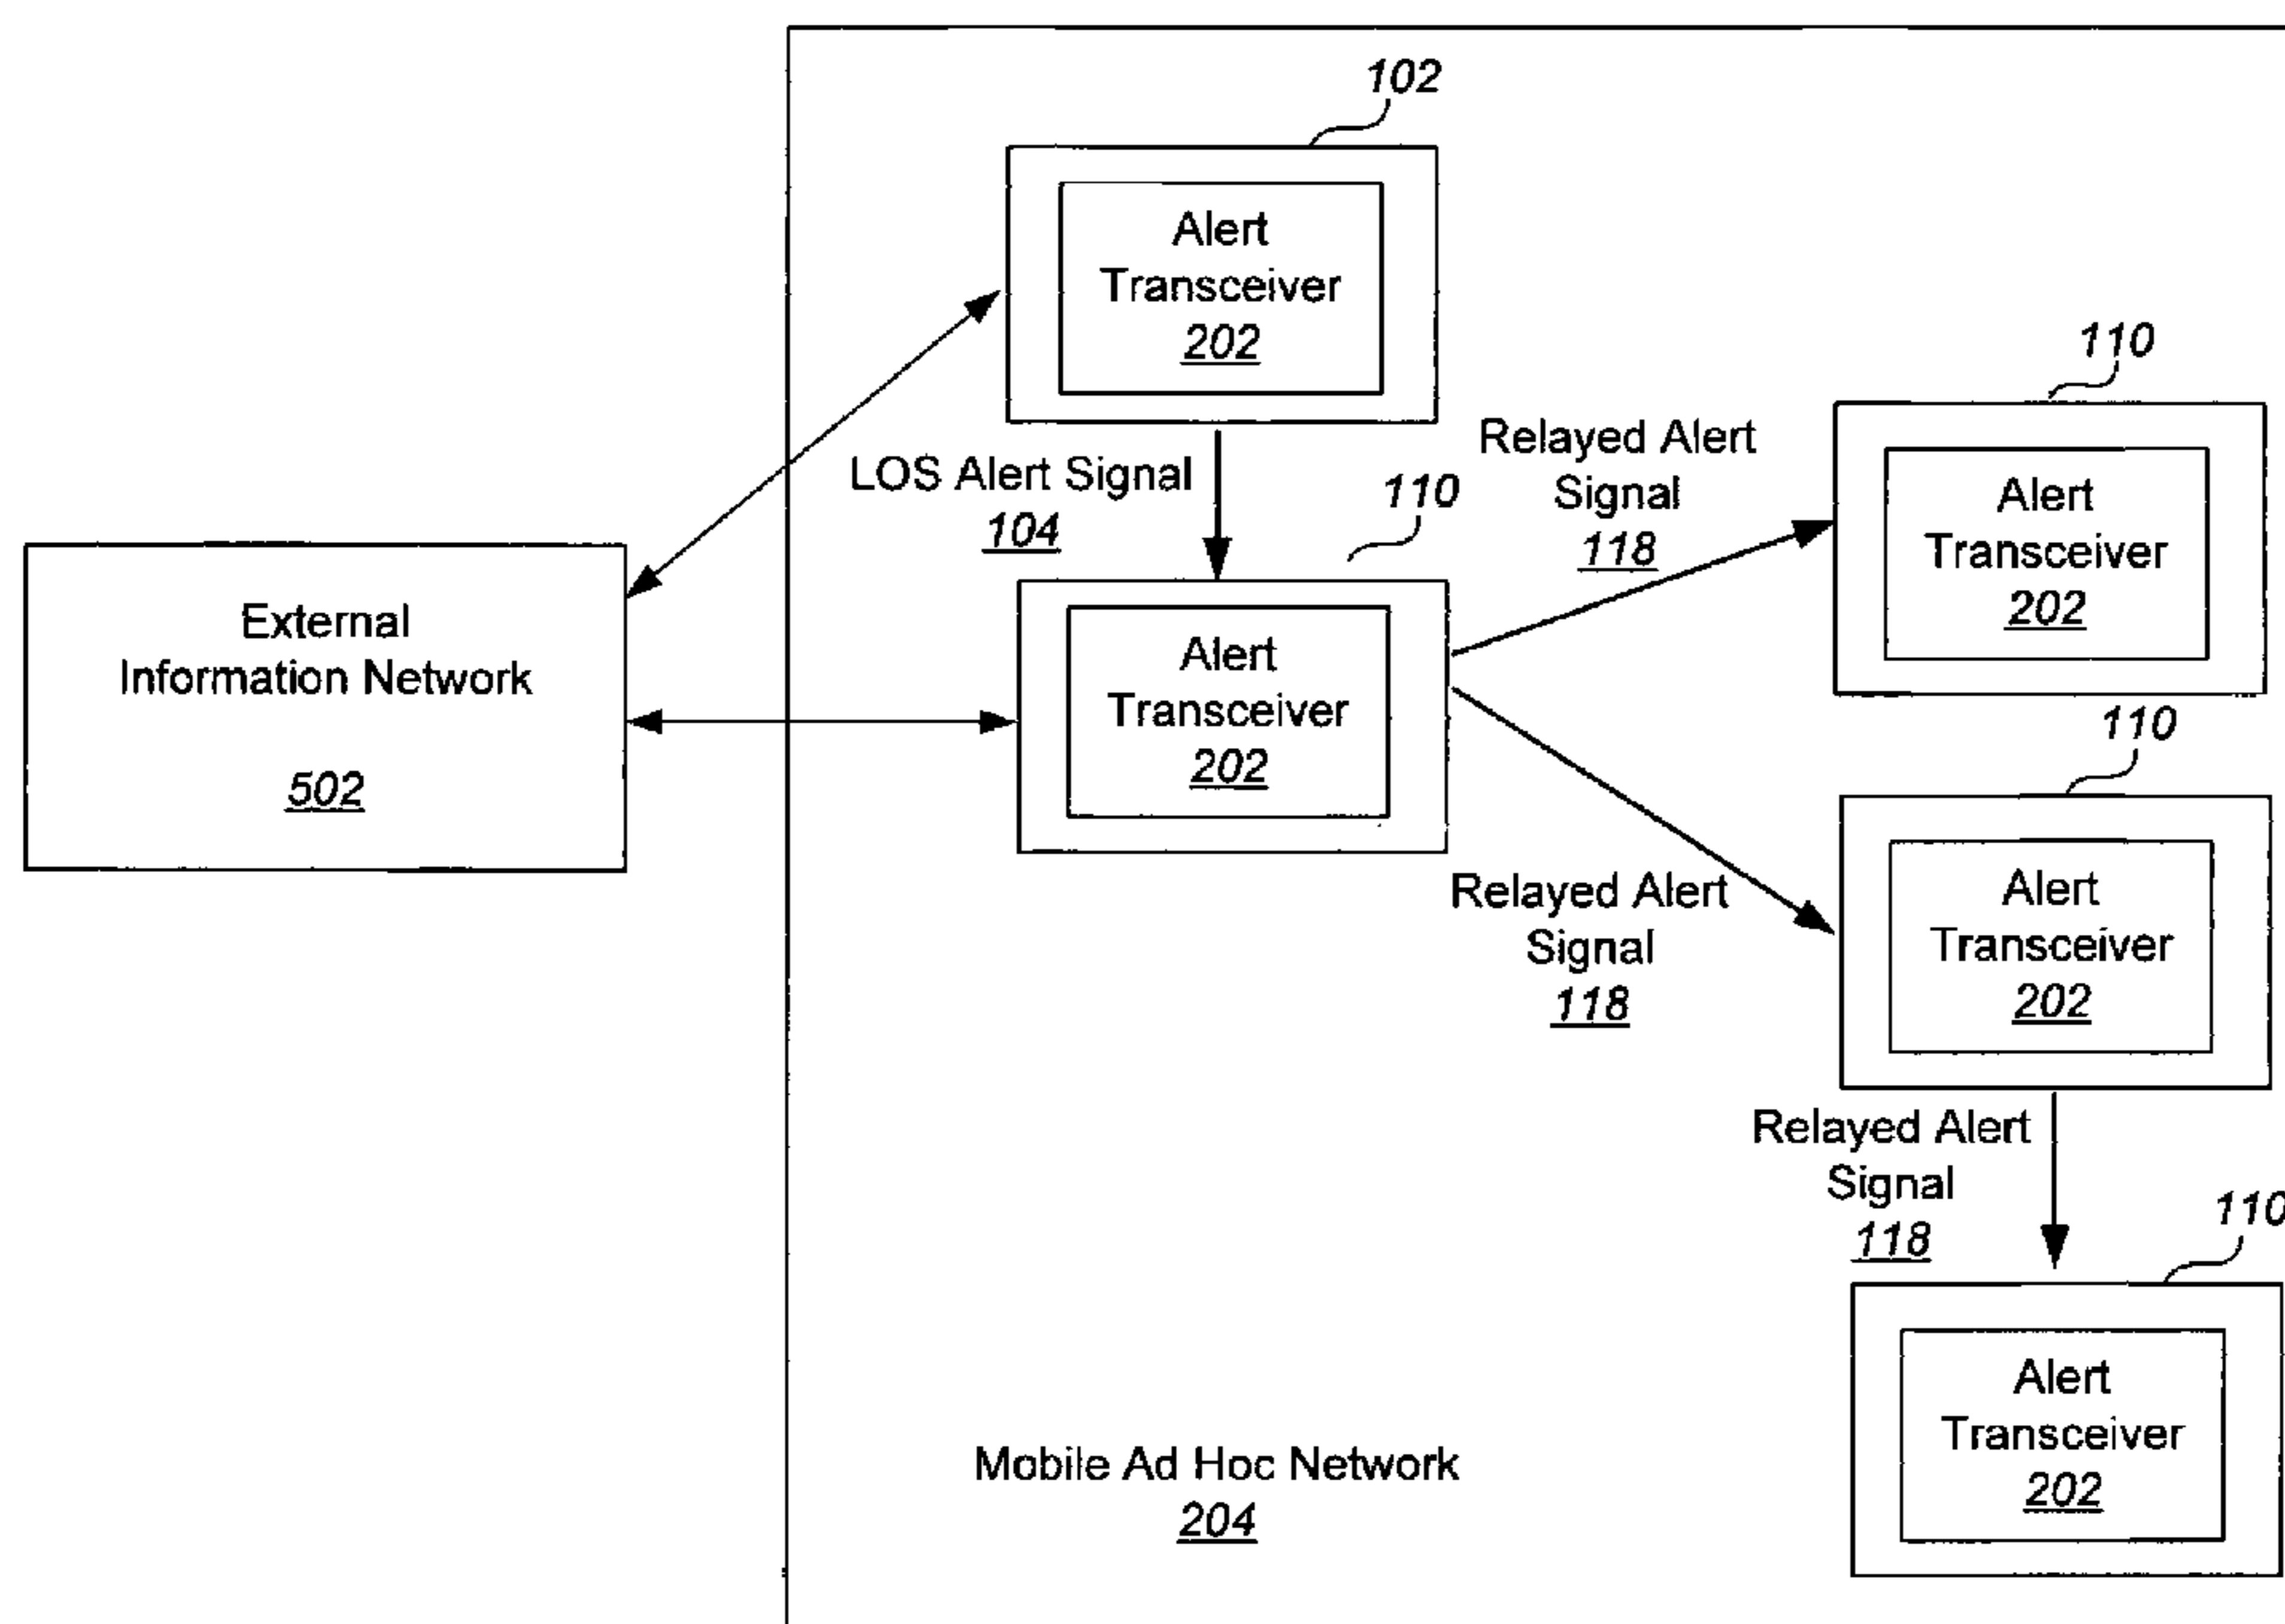 102
Alert
Transceiver
202
LOS Alert Signal
104
110
Alert
Transceiver
202
External
Information Network
502
Relayed Alert
Signal
118
110
Alert
Transceiver
202
Relayed Alert
Signal
118
110
Alert
Transceiver
202
Relayed Alert
Signal
118
110
Alert
Transceiver
202
Mobile Ad Hoc Network
204